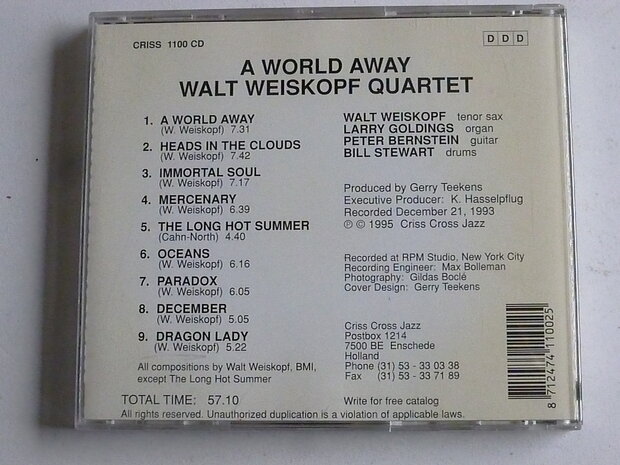 CRISS 1100 CD
D D D
A WORLD AWAY
WALT WEISKOPF QUARTET
1. A WORLD AWAY
(W. Weiskopf) 7.31
2. HEADS IN THE CLOUDS
(W. Weiskopf) 7.42
3. IMMORTAL SOUL
(W. Weiskopf) 7.17
4. MERCENARY
(W. Weiskopf) 6.39
5. THE LONG HOT SUMMER
(Cahn-North) 4.40
6. OCEANS
(W. Weiskopf) 6.16
7. PARADOX
(W. Weiskopf) 6.05
8. DECEMBER
(W. Weiskopf) 5.05
9. DRAGON LADY
(W. Weiskopf) 5.22
All compositions by Walt Weiskopf, BMI,
except The Long Hot Summer
TOTAL TIME: 57.10
All rights reserved. Unauthorized duplication is a violation of applicable laws.
WALT WEISKOPF tenor sax
LARRY GOLDINGS organ
PETER BERNSTEIN guitar
BILL STEWART drums
Produced by Gerry Teekens
Executive Producer: K. Hasselpflug
Recorded December 21, 1993
℗ © 1995 Criss Cross Jazz
Recorded at RPM Studio, New York City
Recording Engineer: Max Bolleman
Photography: Gildas Boclé
Cover Design: Gerry Teekens
Criss Cross Jazz
Postbox 1214
7500 BE Enschede
Holland
Phone (31) 53 - 33 03 38
Fax (31) 53 - 33 71 89
Write for free catalog
8 712474 110025